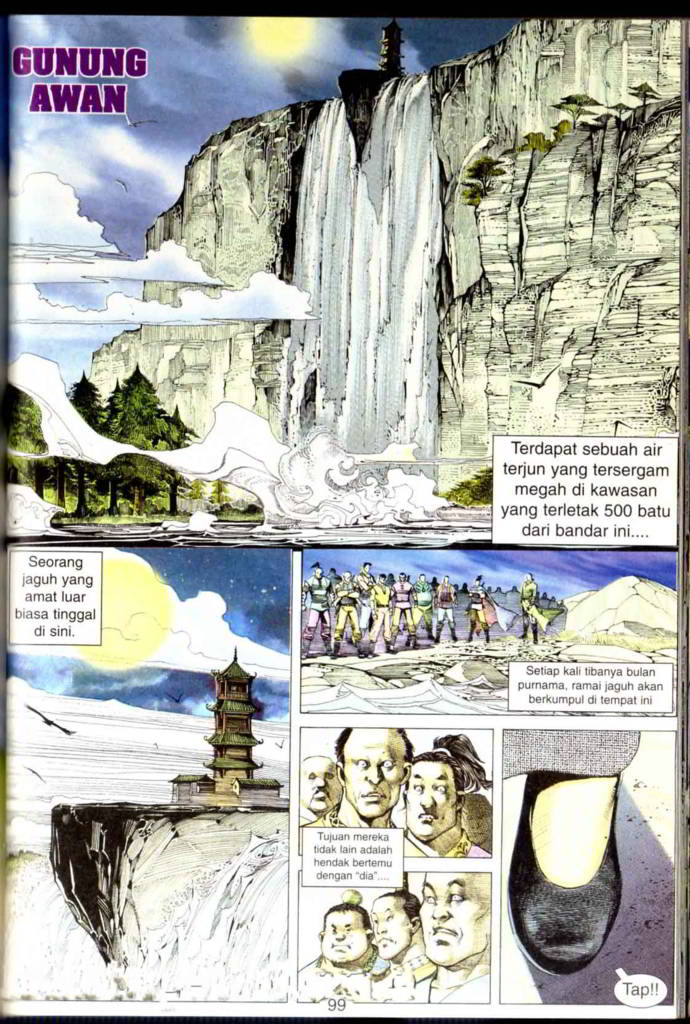 GUNUNG
AWAN
Terdapat sebuah air
terjun yang tersergam
megah di kawasan
yang terletak 500 batu
dari bandar ini....
Seorang
jaguh yang
amat luar
biasa tinggal
di sini.
Setiap kali tibanya bulan
purnama, ramai jaguh akan
berkumpul di tempat ini
Tujuan mereka
tidak lain adalah
hendak bertemu
dengan "dia"....
Tap!!
99